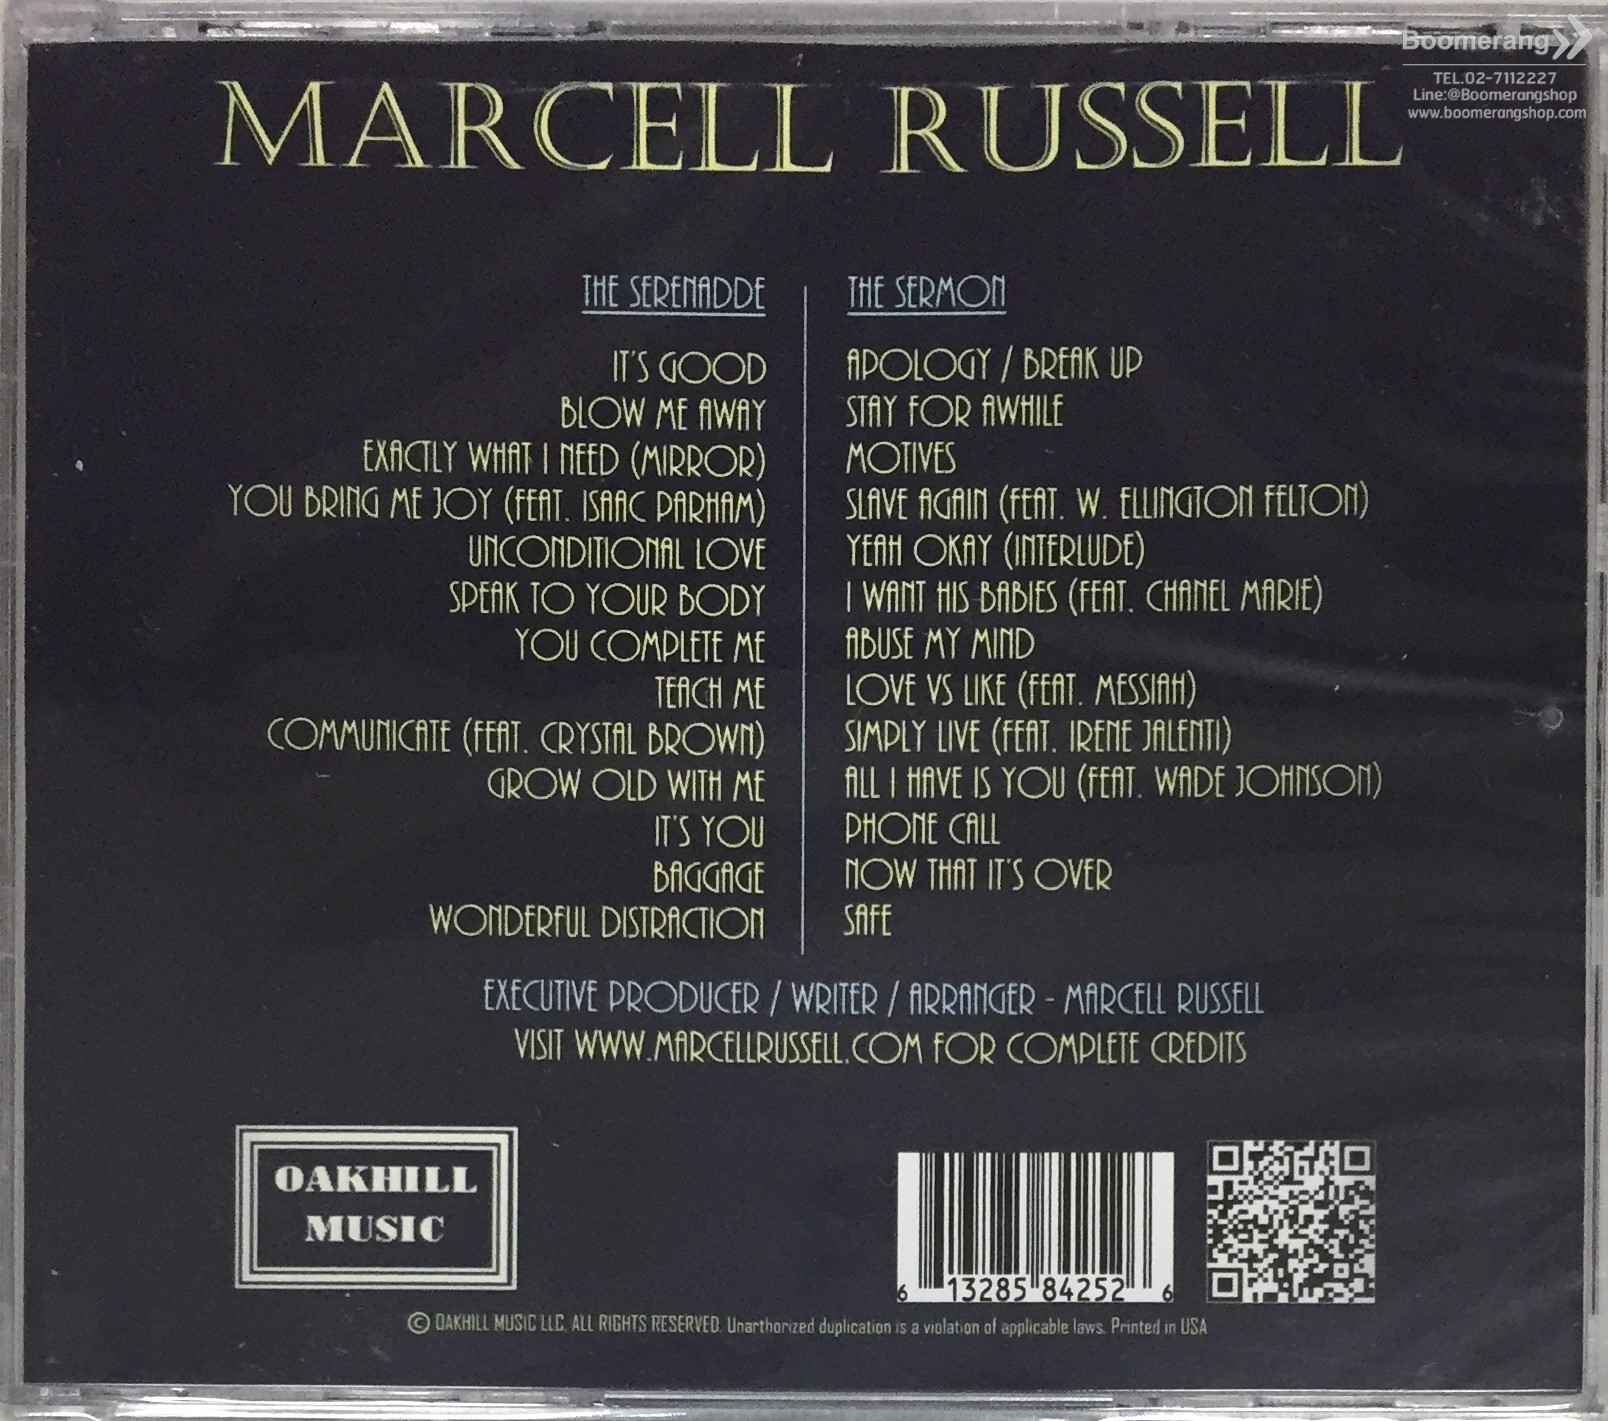 Boomerang
TEL.02-7112227
Line:@Boomerangshop
www.boomerangshop.com
MARCELL RUSSELL
THE SERENADDE
IT'S GOOD
BLOW ME AWAY
EXACTLY WHAT I NEED (MIRROR)
YOU BRING ME JOY (FEAT. ISAAC PARHAM)
UNCONDITIONAL LOVE
SPEAK TO YOUR BODY
YOU COMPLETE ME
TEACH ME
COMMUNICATE (FEAT. CRYSTAL BROWN)
GROW OLD WITH ME
IT'S YOU
BAGGAGE
WONDERFUL DISTRACTION
THE SERMON
APOLOGY / BREAK UP
STAY FOR AWHILE
MOTIVES
SLAVE AGAIN (FEAT. W. ELLINGTON FELTON)
YEAH OKAY (INTERLUDE)
I WANT HIS BABIES (FEAT. CHANEL MARIE)
ABUSE MY MIND
LOVE VS LIKE (FEAT. MESSIAH)
SIMPLY LIVE (FEAT. IRENE JALENTI)
ALL I HAVE IS YOU (FEAT. WADE JOHNSON)
PHONE CALL
NOW THAT IT'S OVER
SAFE
EXECUTIVE PRODUCER / WRITER / ARRANGER - MARCELL RUSSELL
VISIT WWW.MARCELLRUSSELL.COM FOR COMPLETE CREDITS
OAKHILL
MUSIC
6 13285 84252 6
© OAKHILL MUSIC LLC. ALL RIGHTS RESERVED. Unarthorized duplication is a violation of applicable laws. Printed in USA